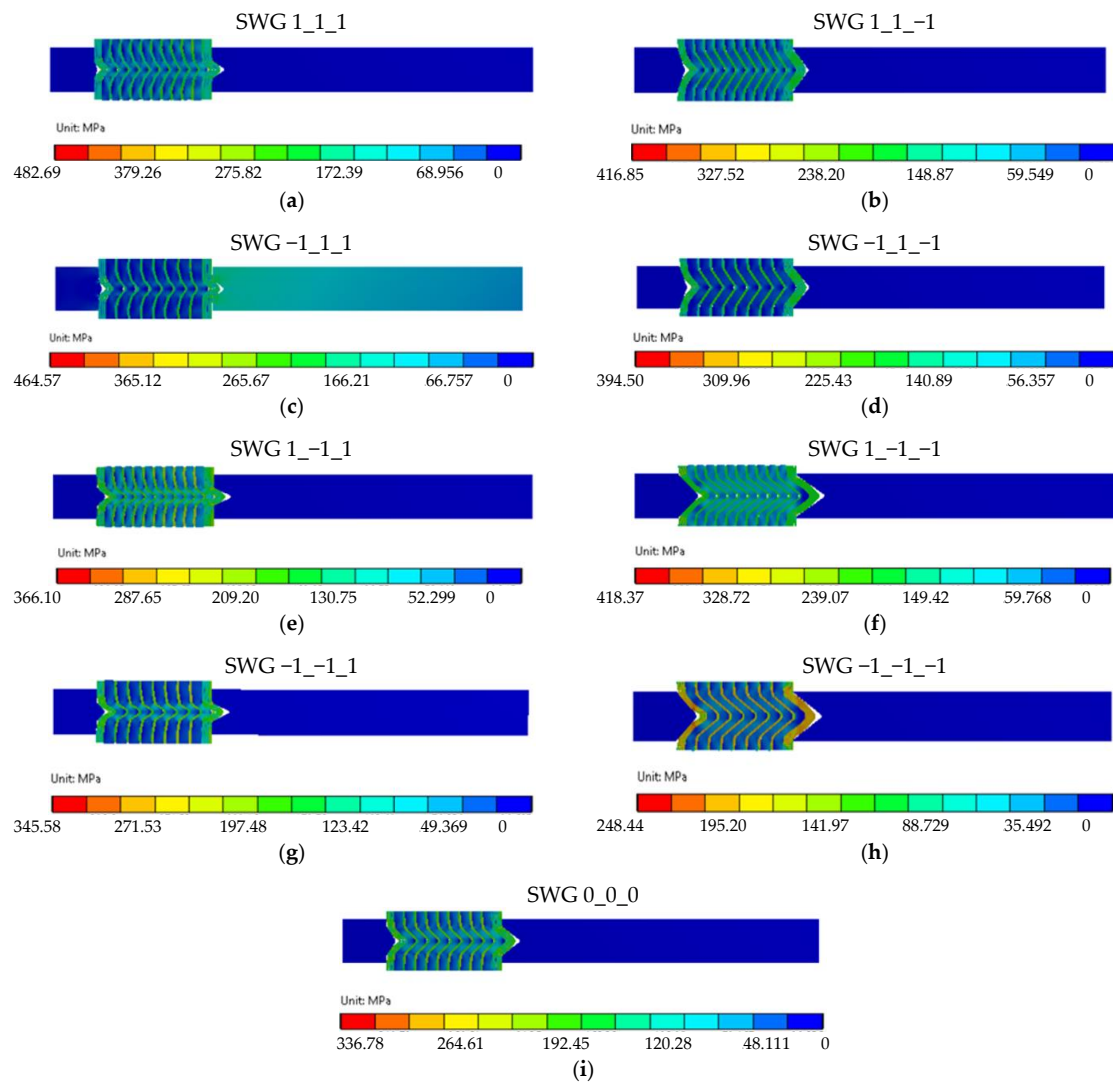 SWG 1_1_1
Unit: MPa
482.69 379.26 275.82 172.39 68.956 0
(a)
SWG 1_1_−1
Unit: MPa
416.85 327.52 238.20 148.87 59.549 0
(b)
SWG −1_1_1
Unit: MPa
464.57 365.12 265.67 166.21 66.757 0
(c)
SWG −1_1_−1
Unit: MPa
394.50 309.96 225.43 140.89 56.357 0
(d)
SWG 1_−1_1
Unit: MPa
366.10 287.65 209.20 130.75 52.299 0
(e)
SWG 1_−1_−1
Unit: MPa
418.37 328.72 239.07 149.42 59.768 0
(f)
SWG −1_−1_1
Unit: MPa
345.58 271.53 197.48 123.42 49.369 0
(g)
SWG −1_−1_−1
Unit: MPa
248.44 195.20 141.97 88.729 35.492 0
(h)
SWG 0_0_0
Unit: MPa
336.78 264.61 192.45 120.28 48.111 0
(i)